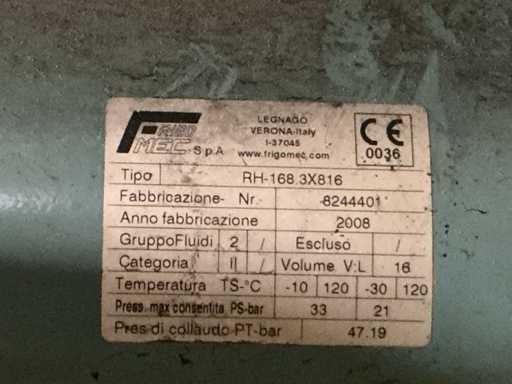 FRIGO MEC S.p.A
LEGNAGO
VERONA-Italy
I-37045
www.frigomec.com
CE
0036
Tipo RH-168.3X816
Fabbricazione- Nr. 8244401
Anno fabbricazione 2008
GruppoFluidi 2 / Escluso /
Categoria II / Volume V:L 16
Temperatura TS-°C -10 120 -30 120
Press. max consentita PS-bar 33 21
Pres di collaudo PT-bar 47.19